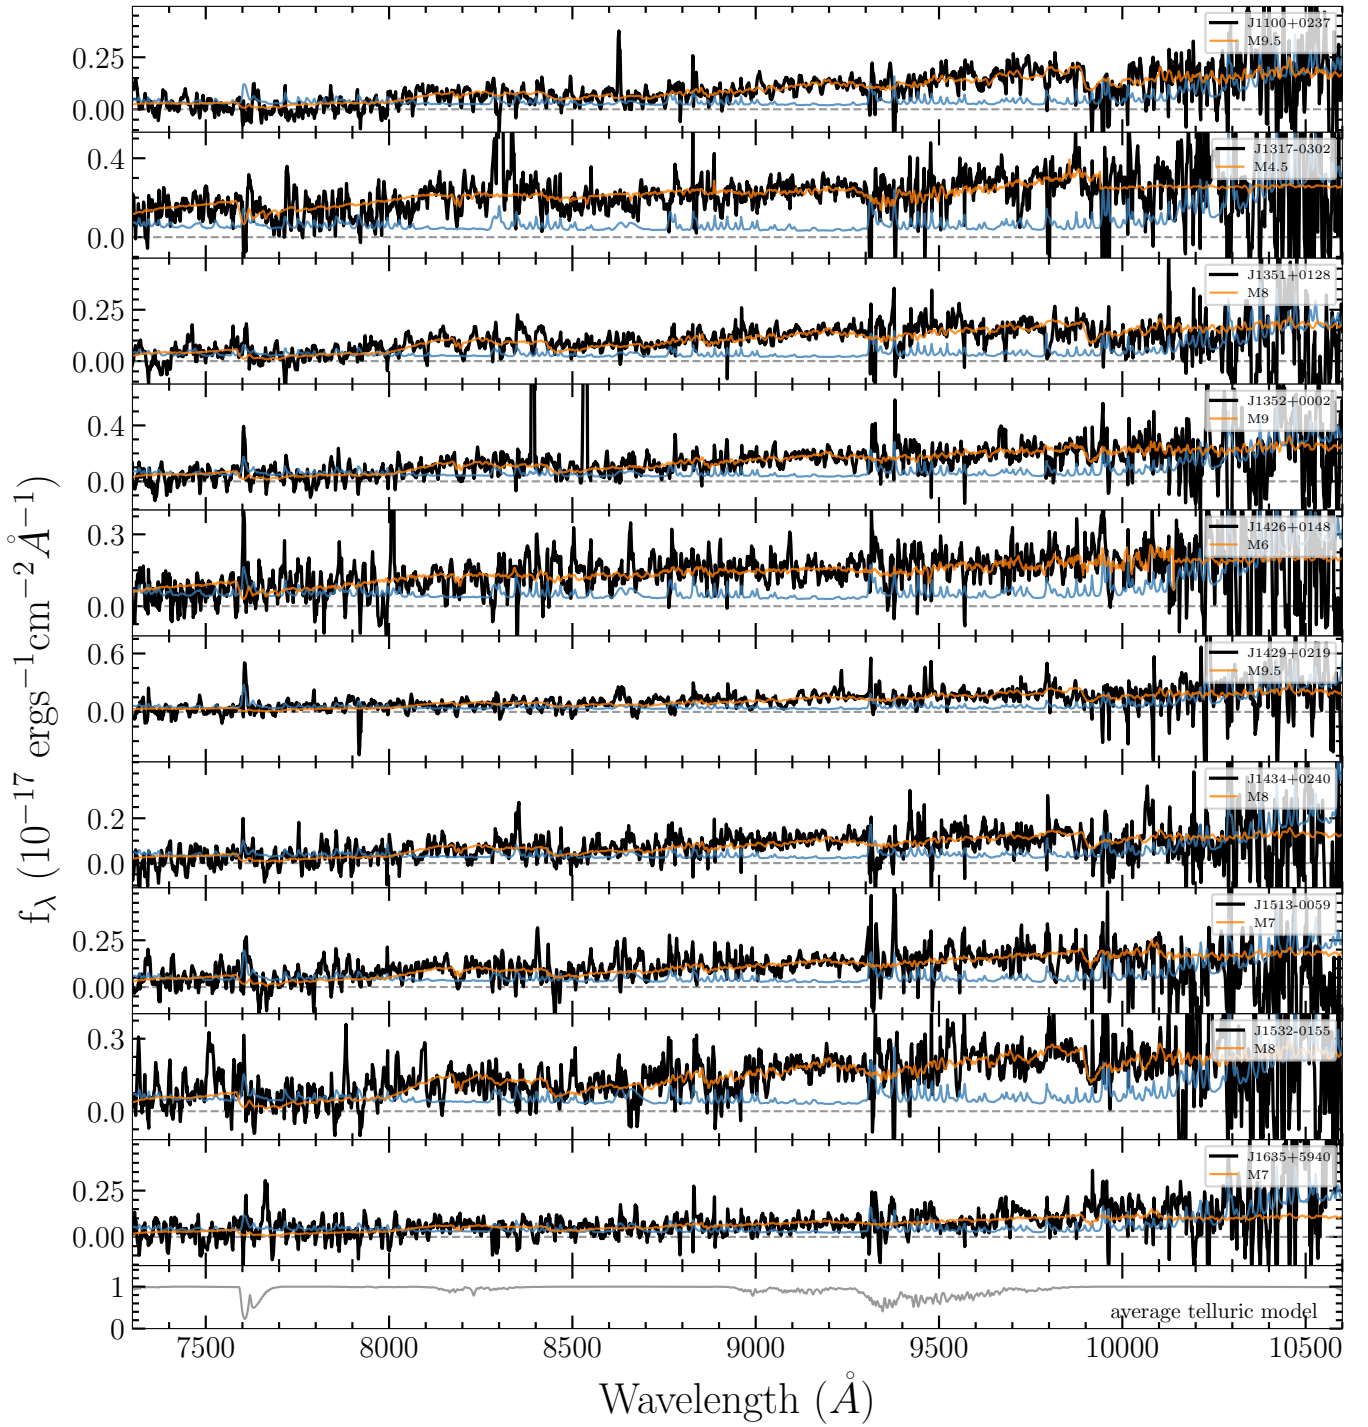 J1100+0237
M9.5
0.25
0.00
J1317-0302
M4.5
0.4
0.0
J1351+0128
M8
0.25
0.00
J1352+0002
M9
0.4
0.0
J1426+0148
M6
0.3
0.0
J1429+0219
M9.5
0.6
0.0
J1434+0240
M8
0.2
0.0
J1513-0059
M7
0.25
0.00
J1532-0155
M8
0.3
0.0
J1635+5940
M7
0.25
0.00
1
0
average telluric model
7500 8000 8500 9000 9500 10000 10500
Wavelength (Å)
fλ (10−17 ergs−1cm−2Å−1)